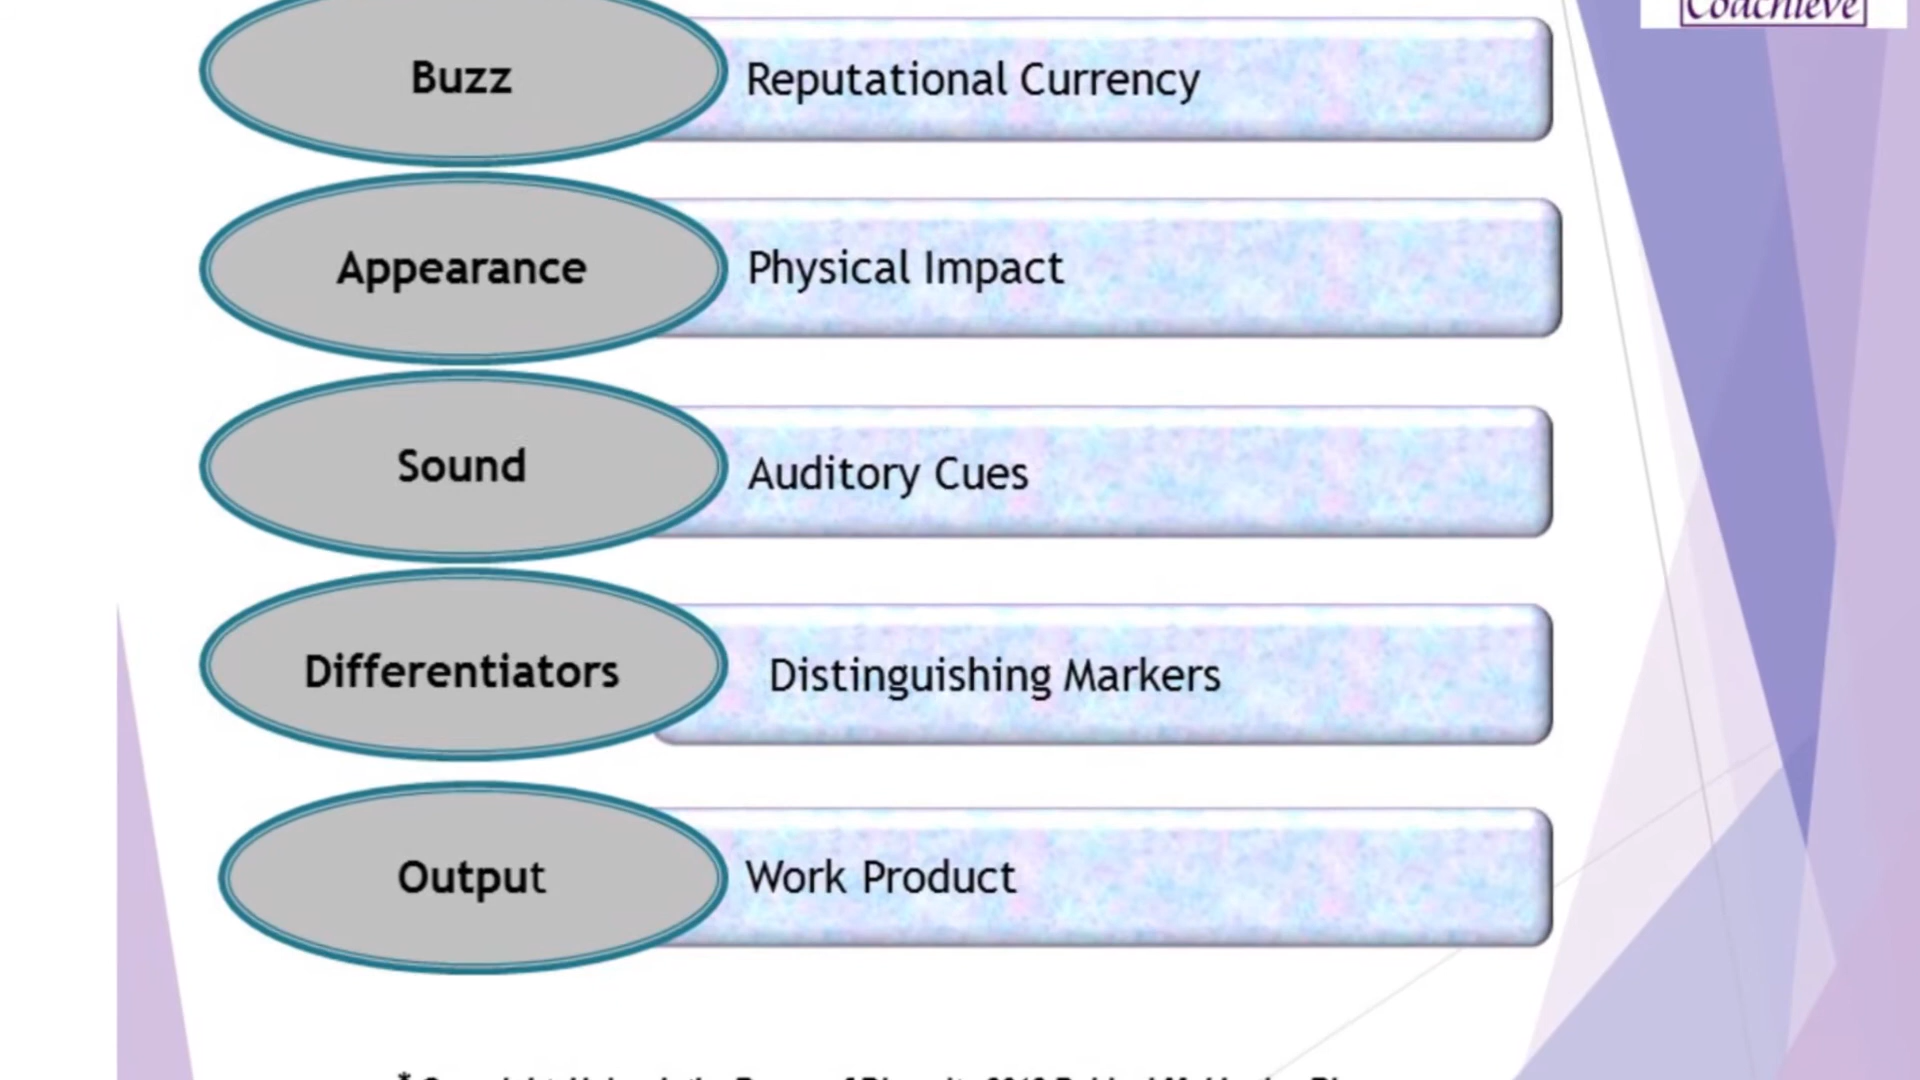 Coachieve
Buzz
Reputational Currency
Appearance
Physical Impact
Sound
Auditory Cues
Differentiators
Distinguishing Markers
Output
Work Product